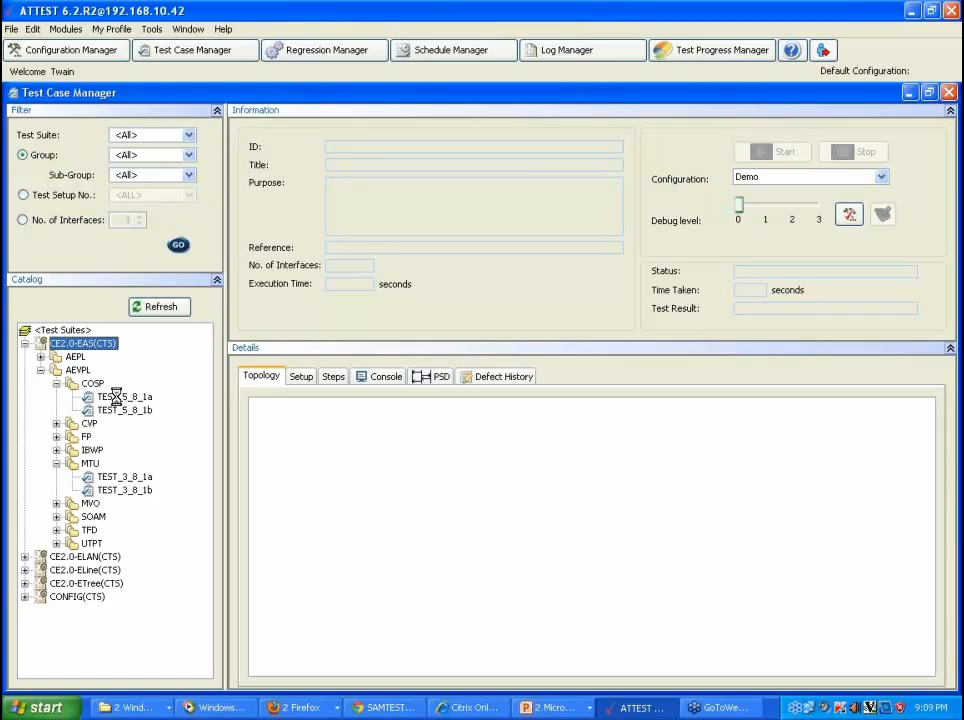 ATTEST 6.2.R2@192.168.10.42
File Edit Modules My Profile Tools Window Help
Configuration Manager Test Case Manager Regression Manager Schedule Manager Log Manager Test Progress Manager
Welcome Twain Default Configuration:
Test Case Manager
Filter
Test Suite: <All>
Group: <All>
Sub-Group: <All>
Test Setup No.: <ALL>
No. of Interfaces: 1
GO
Catalog
Refresh
<Test Suites>
CE2.0-EAS(CTS)
AEPL
AEVPL
COSP
TEST_5_8_1a
TEST_5_8_1b
CVP
FP
IBWP
MTU
TEST_3_8_1a
TEST_3_8_1b
MVO
SOAM
TFD
UTPT
CE2.0-ELAN(CTS)
CE2.0-ELine(CTS)
CE2.0-ETree(CTS)
CONFIG(CTS)
Information
ID:
Title:
Purpose:
Reference:
No. of Interfaces:
Execution Time: seconds
Start Stop
Configuration: Demo
Debug level: 0 1 2 3
Status:
Time Taken: seconds
Test Result:
Details
Topology Setup Steps Console PSD Defect History
start 2 Wind... Windows... 2 Firefox SAMTEST... Citrix Onl... 2 Micro... ATTEST ... GoToWe... 9:09 PM